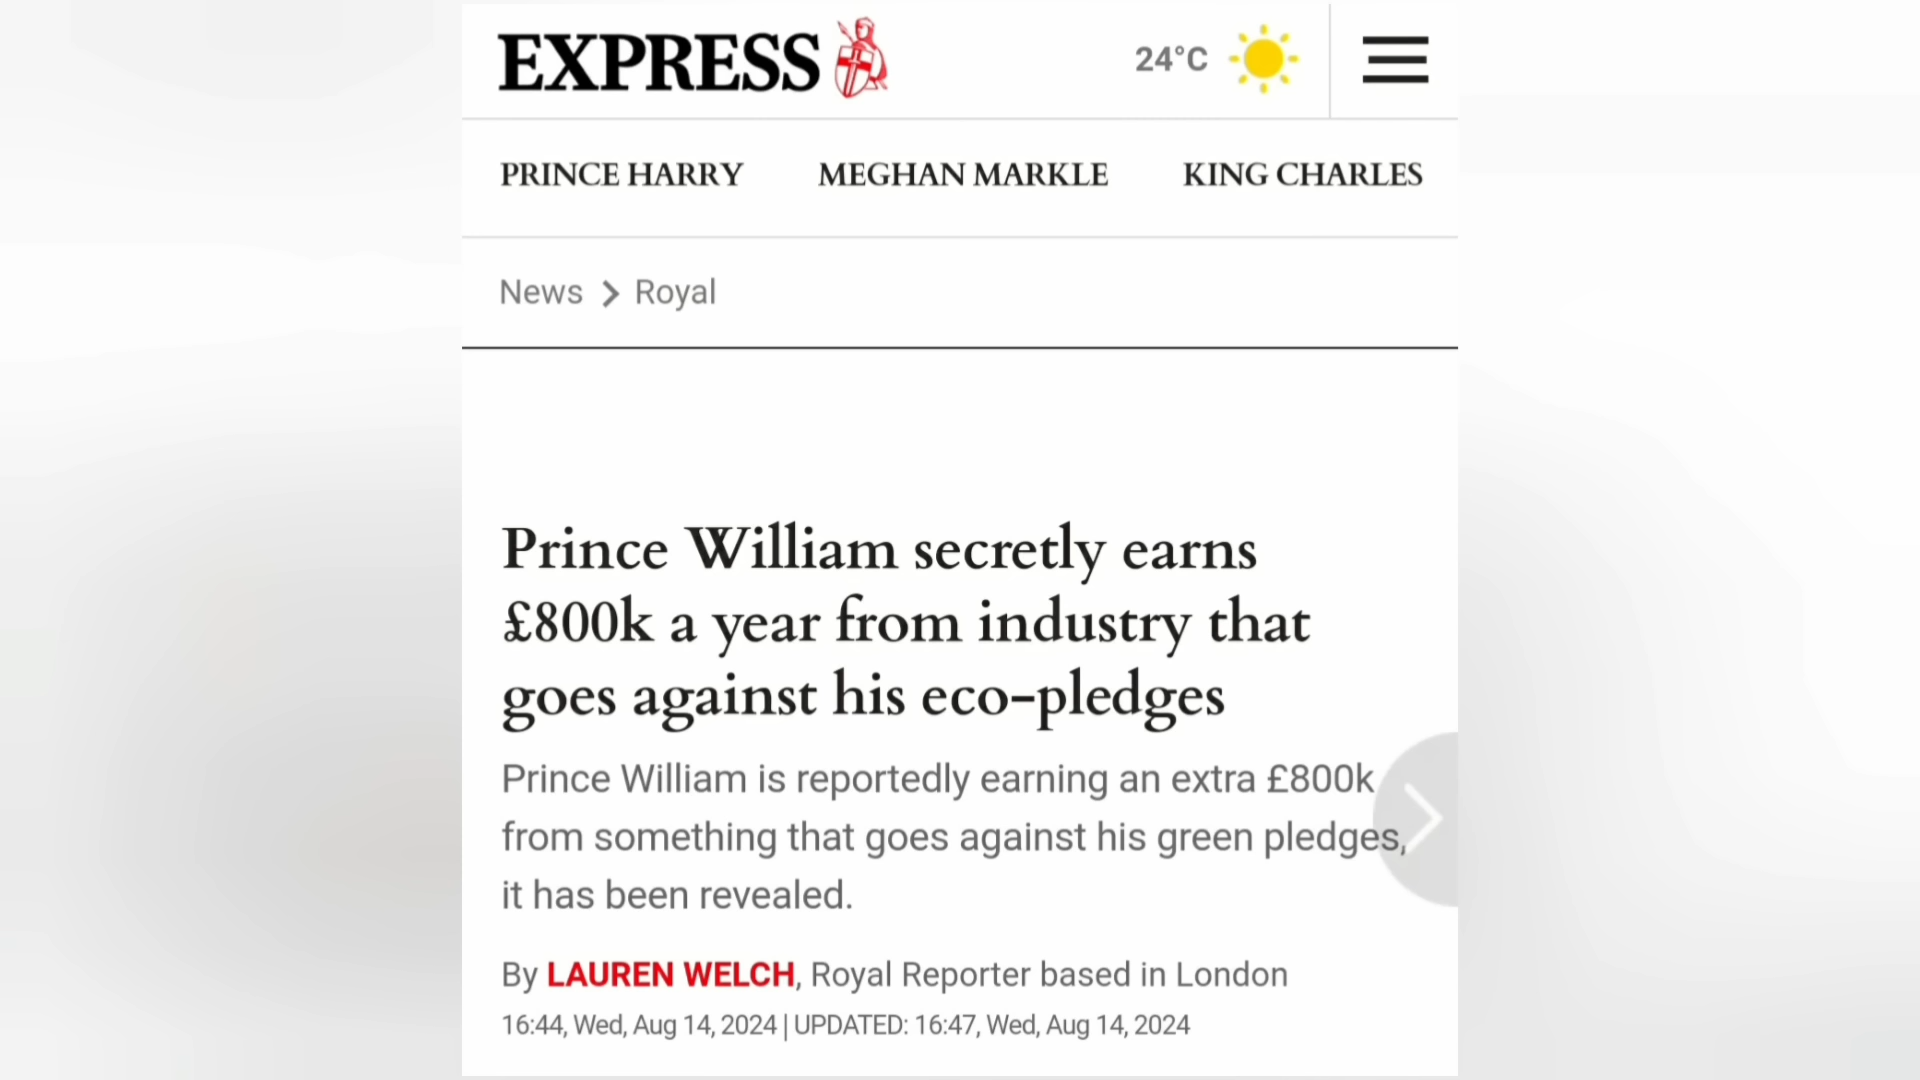 EXPRESS
24°C
PRINCE HARRY MEGHAN MARKLE KING CHARLES
News > Royal
Prince William secretly earns
£800k a year from industry that
goes against his eco-pledges
Prince William is reportedly earning an extra £800k
from something that goes against his green pledges,
it has been revealed.
By LAUREN WELCH, Royal Reporter based in London
16:44, Wed, Aug 14, 2024 | UPDATED: 16:47, Wed, Aug 14, 2024